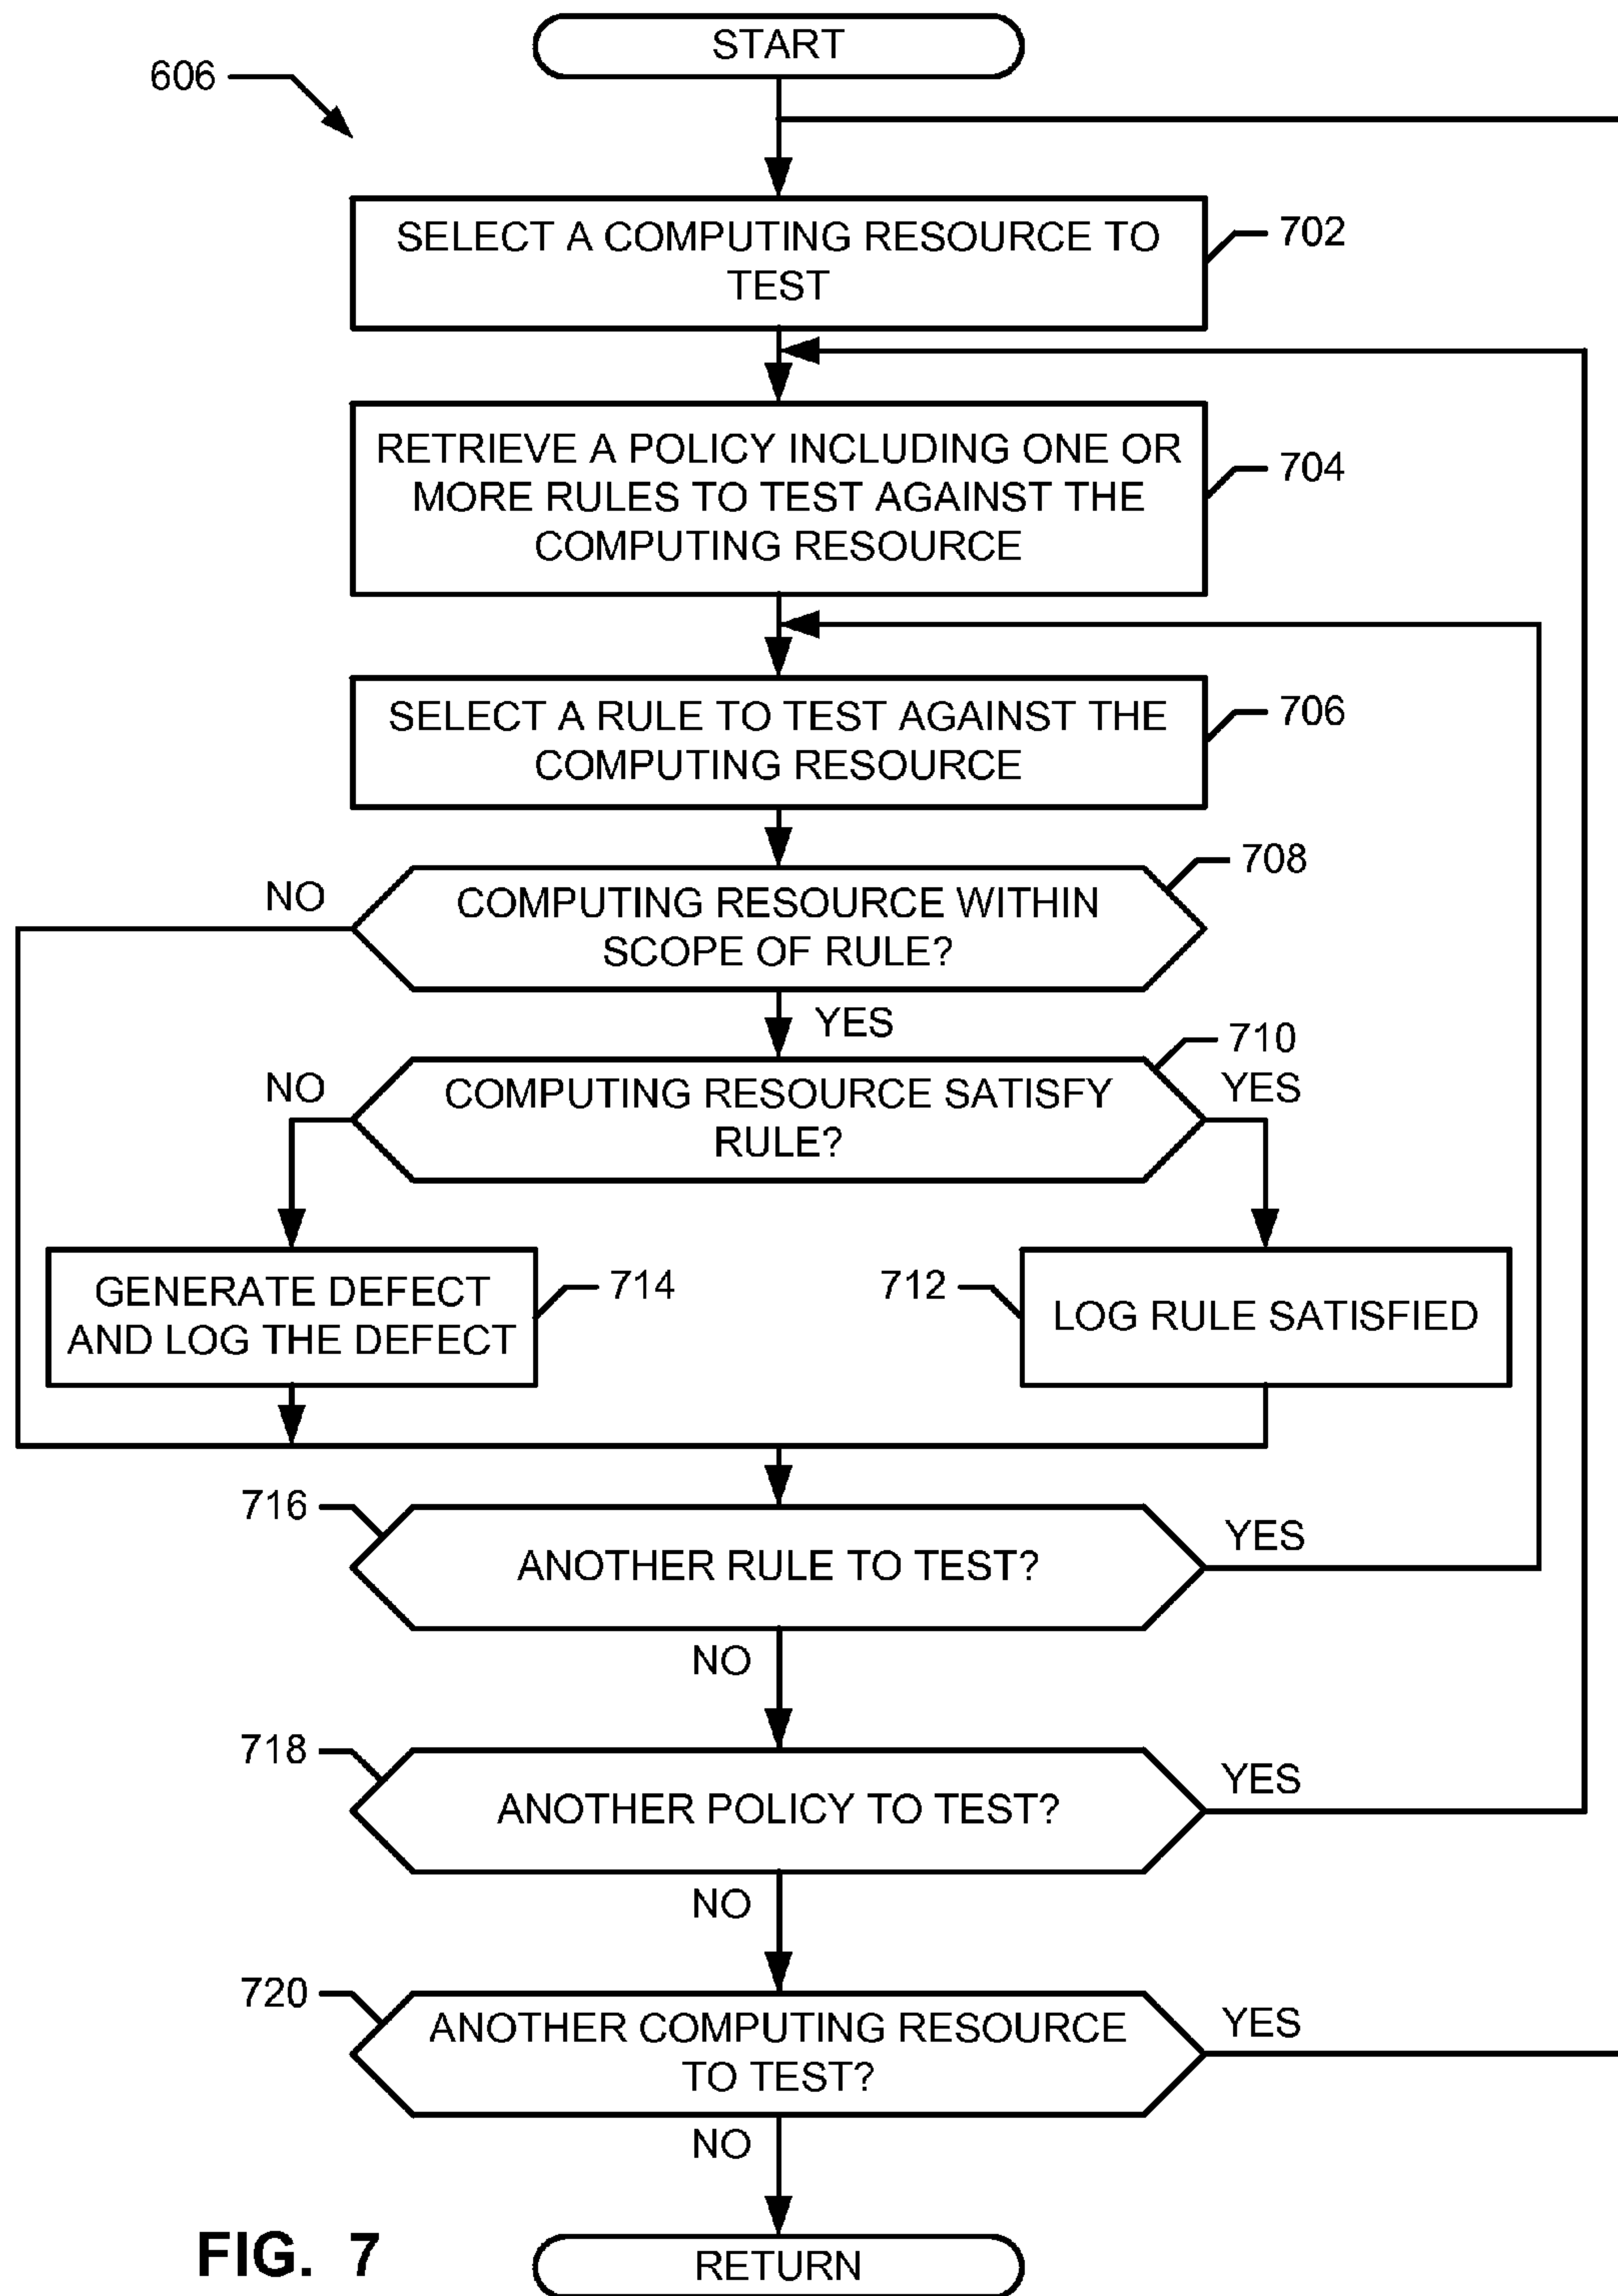 START
606
SELECT A COMPUTING RESOURCE TO
TEST
702
RETRIEVE A POLICY INCLUDING ONE OR
MORE RULES TO TEST AGAINST THE
COMPUTING RESOURCE
704
SELECT A RULE TO TEST AGAINST THE
COMPUTING RESOURCE
706
708
NO
COMPUTING RESOURCE WITHIN
SCOPE OF RULE?
YES
710
NO
COMPUTING RESOURCE SATISFY
RULE?
YES
GENERATE DEFECT
AND LOG THE DEFECT
714
712
LOG RULE SATISFIED
716
ANOTHER RULE TO TEST?
YES
NO
718
ANOTHER POLICY TO TEST?
YES
NO
720
ANOTHER COMPUTING RESOURCE
TO TEST?
YES
NO
FIG. 7
RETURN